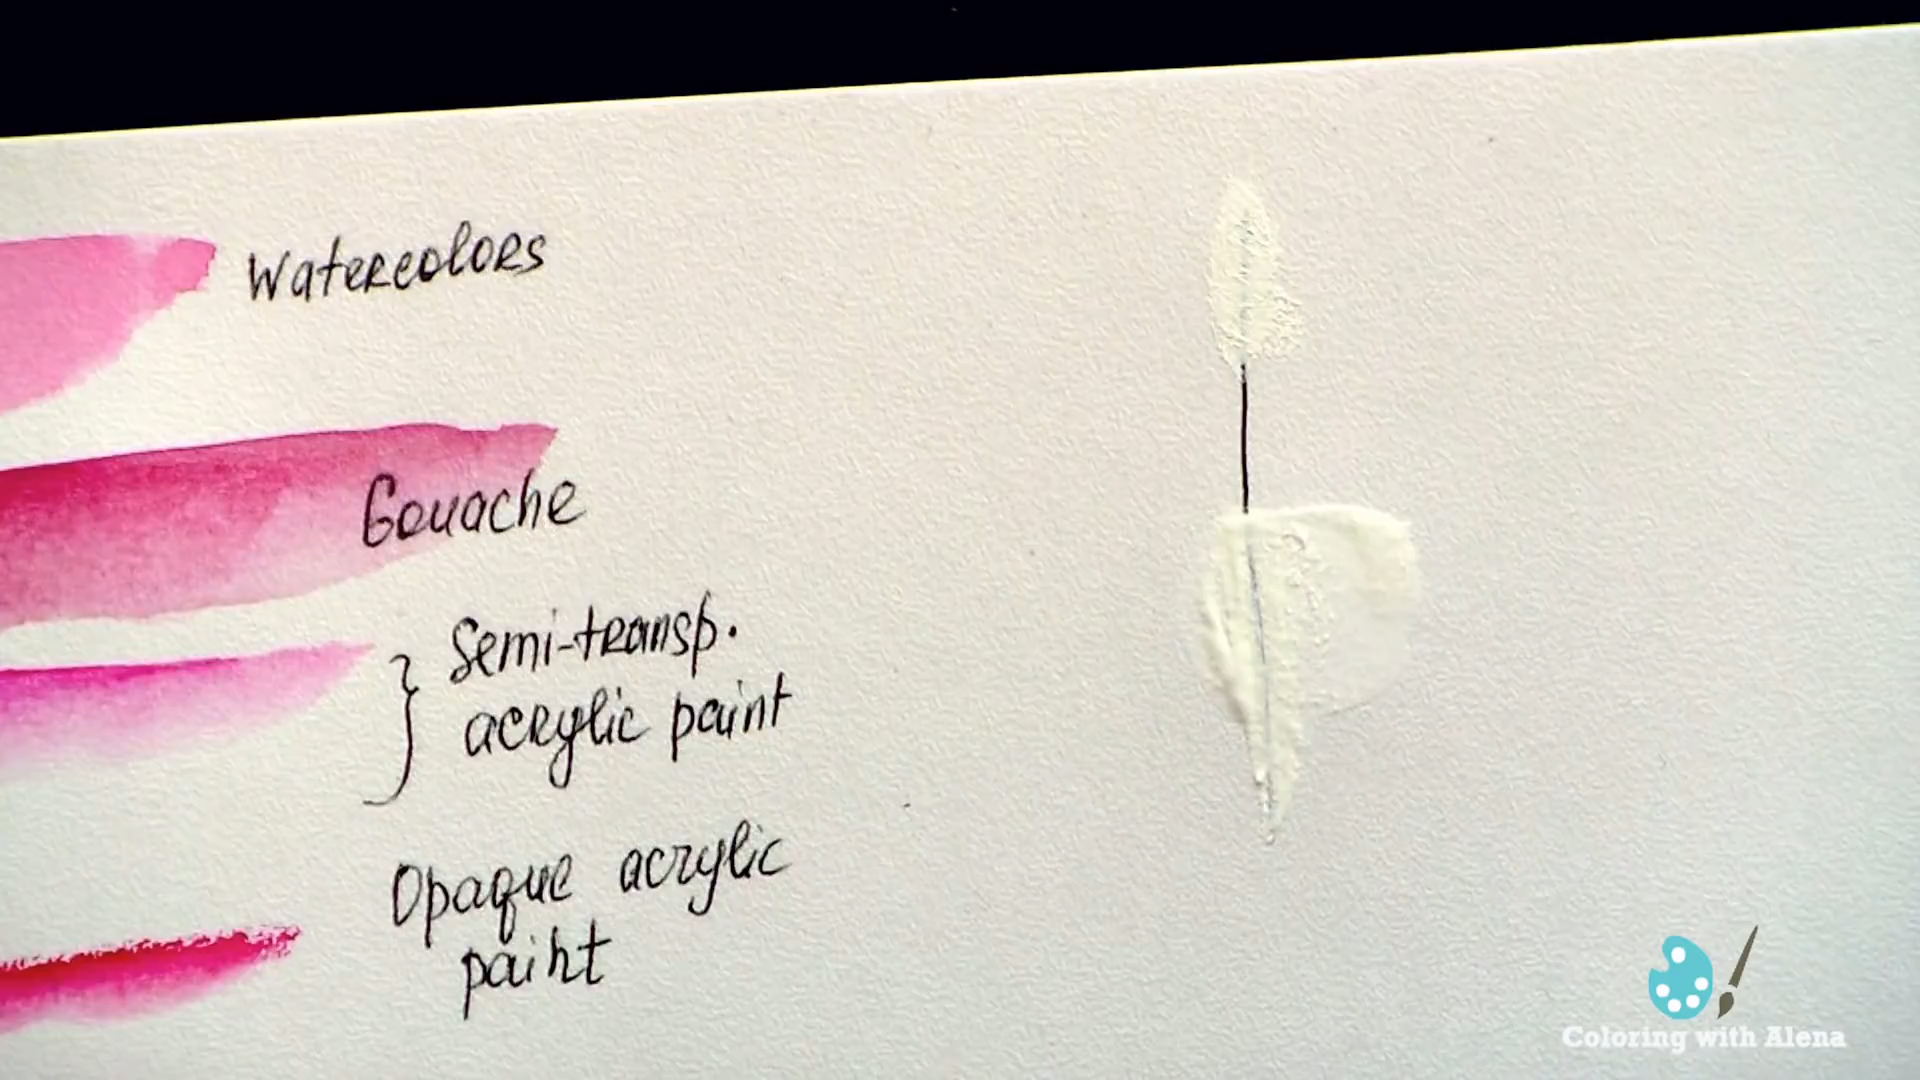 Watercolors
Gouache
Semi-transp.
acrylic paint
Opaque acrylic
paint
Coloring with Alena